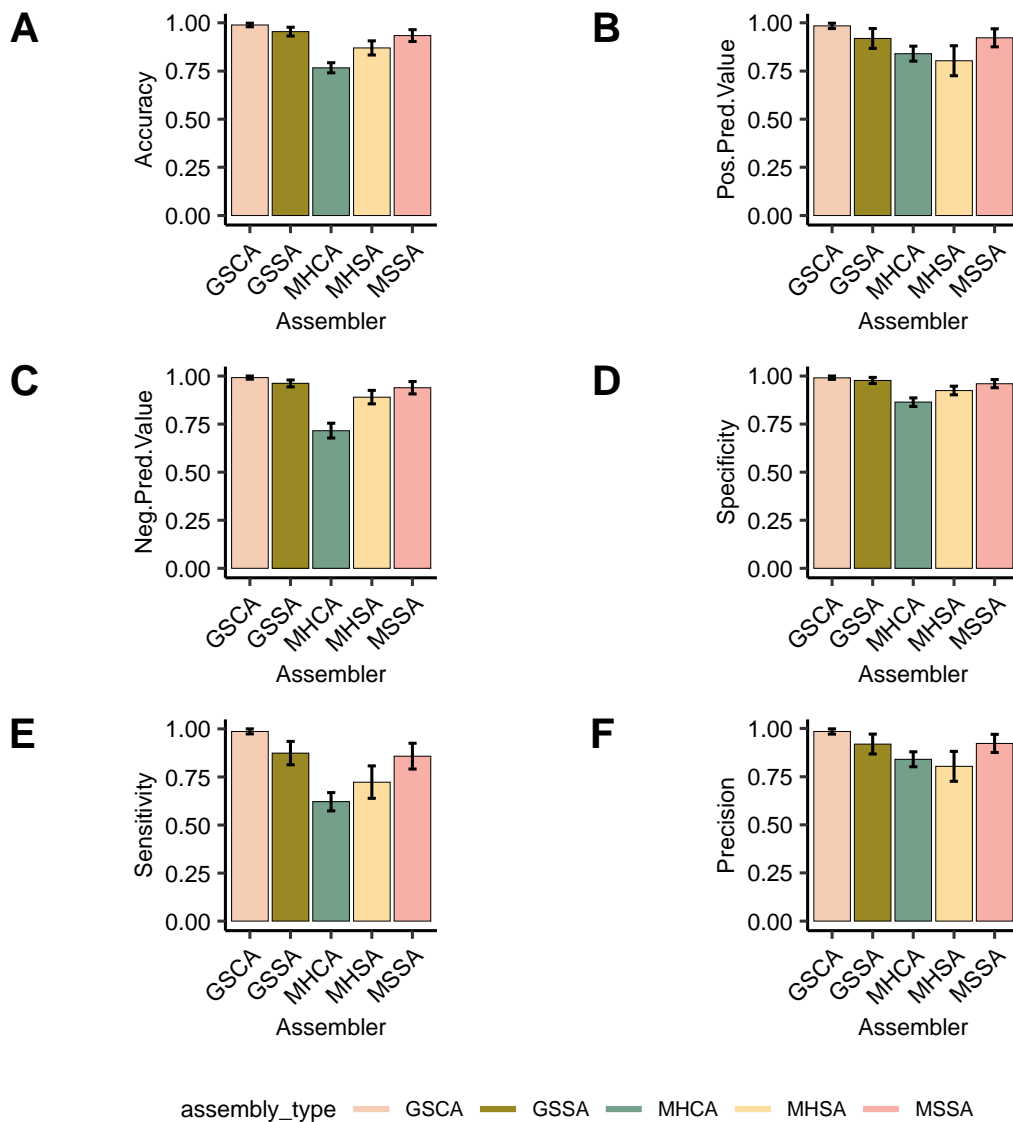 A
Accuracy
1.00
0.75
0.50
0.25
0.00
GSCA GSSA MHCA MHSA MSSA
Assembler
B
Pos.Pred.Value
1.00
0.75
0.50
0.25
0.00
GSCA GSSA MHCA MHSA MSSA
Assembler
C
Neg.Pred.Value
1.00
0.75
0.50
0.25
0.00
GSCA GSSA MHCA MHSA MSSA
Assembler
D
Specificity
1.00
0.75
0.50
0.25
0.00
GSCA GSSA MHCA MHSA MSSA
Assembler
E
Sensitivity
1.00
0.75
0.50
0.25
0.00
GSCA GSSA MHCA MHSA MSSA
Assembler
F
Precision
1.00
0.75
0.50
0.25
0.00
GSCA GSSA MHCA MHSA MSSA
Assembler
assembly_type GSCA GSSA MHCA MHSA MSSA